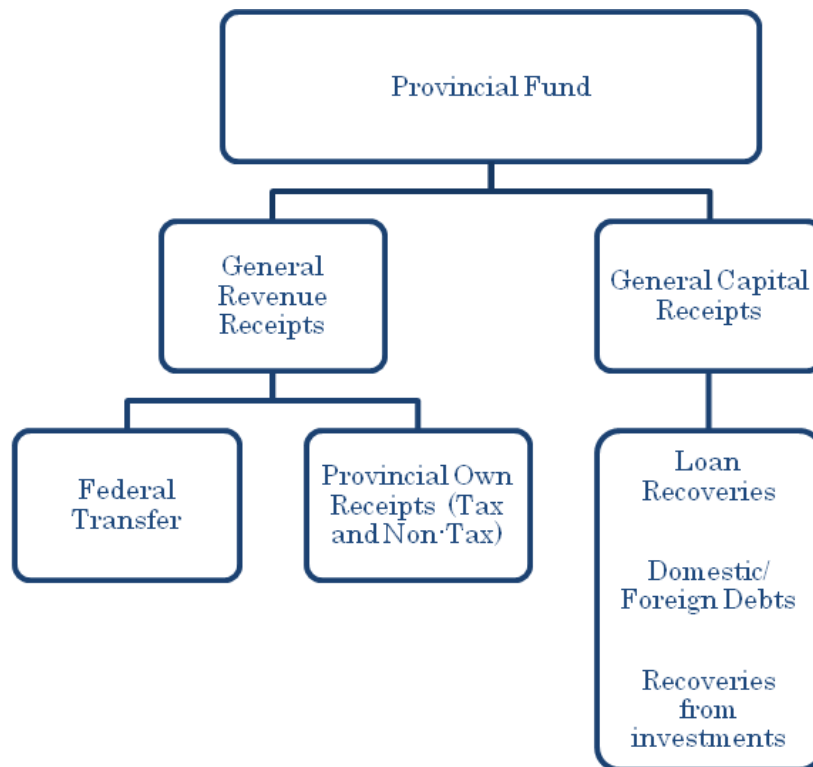 Provincial Fund
General
Revenue
Receipts
General Capital
Receipts
Federal
Transfer
Provincial Own
Receipts (Tax
and Non-Tax)
Loan
Recoveries
Domestic/
Foreign Debts
Recoveries
from
investments